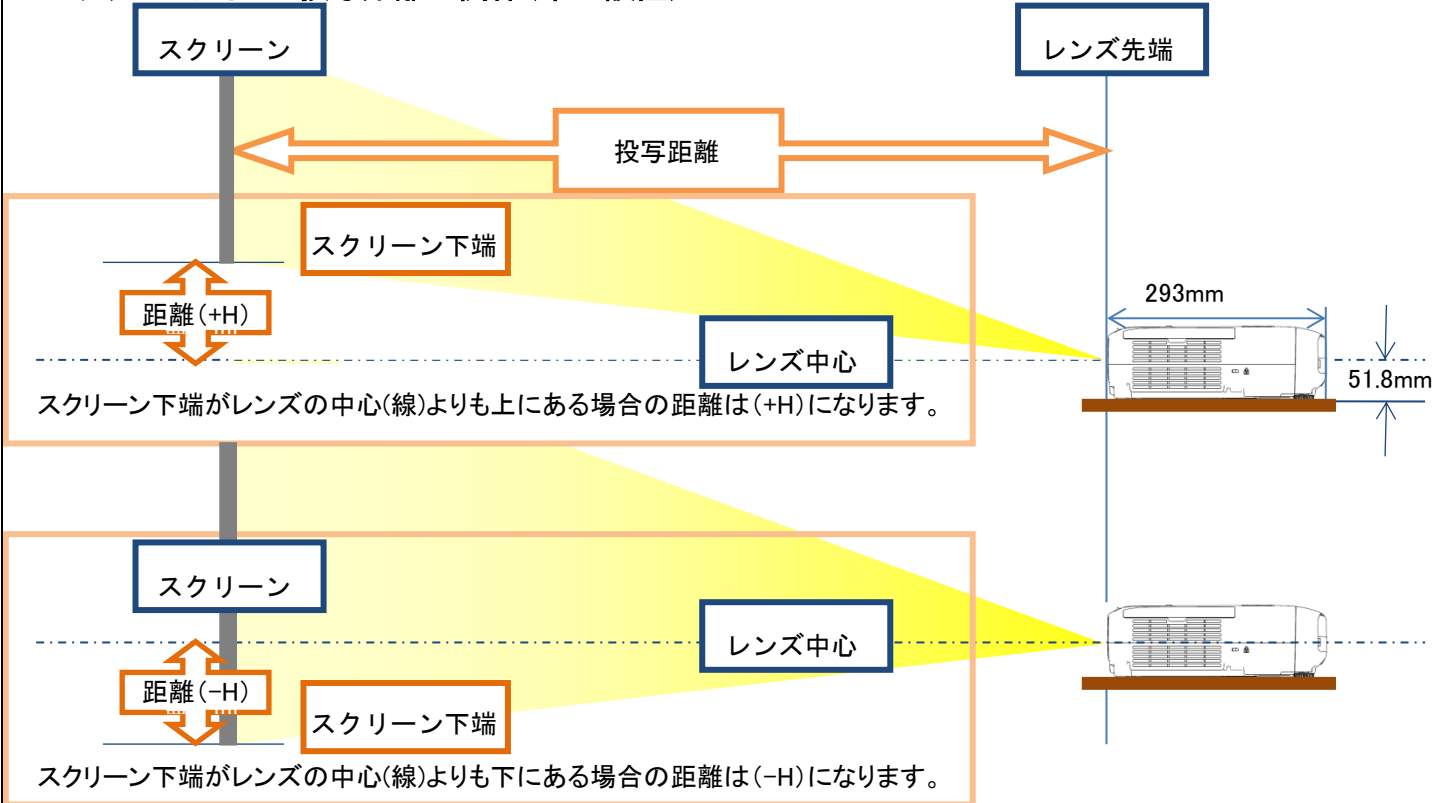 スクリーン
レンズ先端
投写距離
スクリーン下端
距離(+H)
293mm
レンズ中心
51.8mm
スクリーン下端がレンズの中心(線)よりも上にある場合の距離は(+H)になります。
スクリーン
レンズ中心
距離(−H)
スクリーン下端
スクリーン下端がレンズの中心(線)よりも下にある場合の距離は(−H)になります。